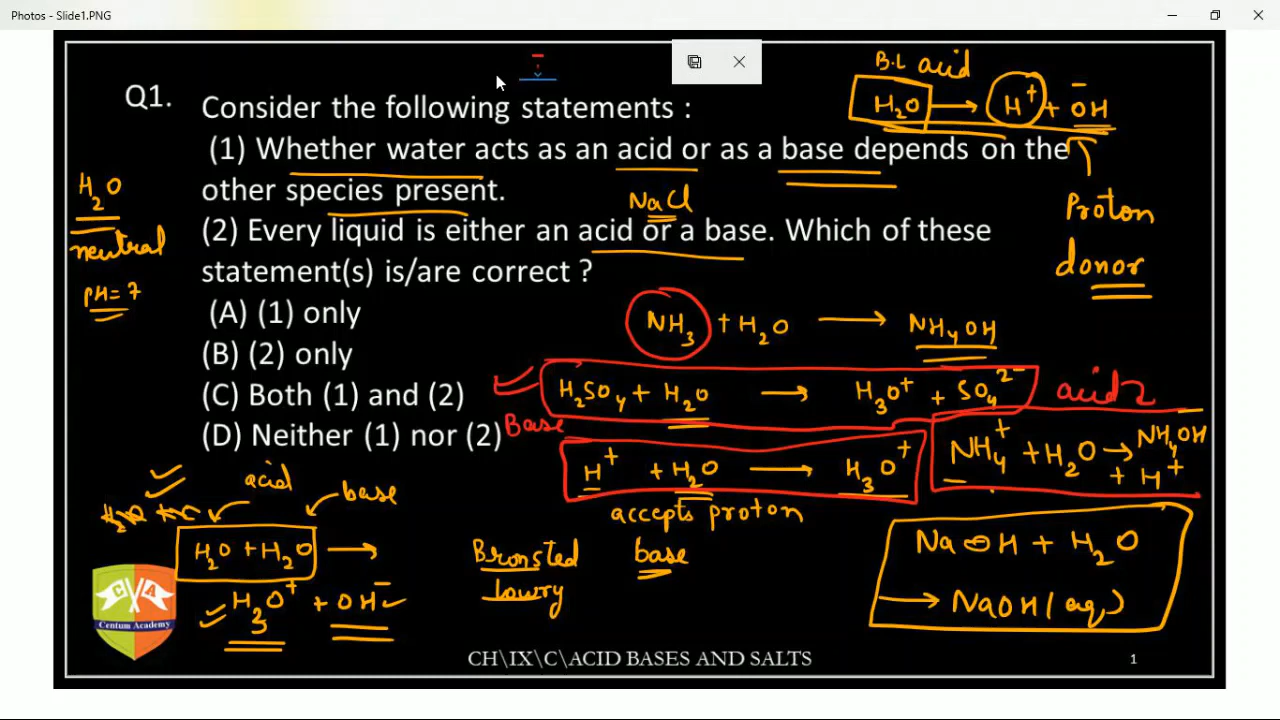 Photos - Slide1.PNG
B.L acid
H2O → H+ + OH-
Q1.
Consider the following statements :
(1) Whether water acts as an acid or as a base depends on the
other species present.
H2O
neutral
pH=7
NaCl
Proton
donor
(2) Every liquid is either an acid or a base. Which of these
statement(s) is/are correct ?
(A) (1) only
(B) (2) only
(C) Both (1) and (2)
(D) Neither (1) nor (2)
NH3 + H2O → NH4OH
H2SO4 + H2O → H3O+ + SO4 2-
acid
Base
H+ + H2O → H3O+
NH4+ + H2O → NH4OH
+ H+
accepts proton
base
Bronsted
lowry
acid
base
H2O + H2O →
H3O+ + OH-
NaOH + H2O
→ NaOH(aq)
C A
Centum Academy
CH\IX\C\ACID BASES AND SALTS
1